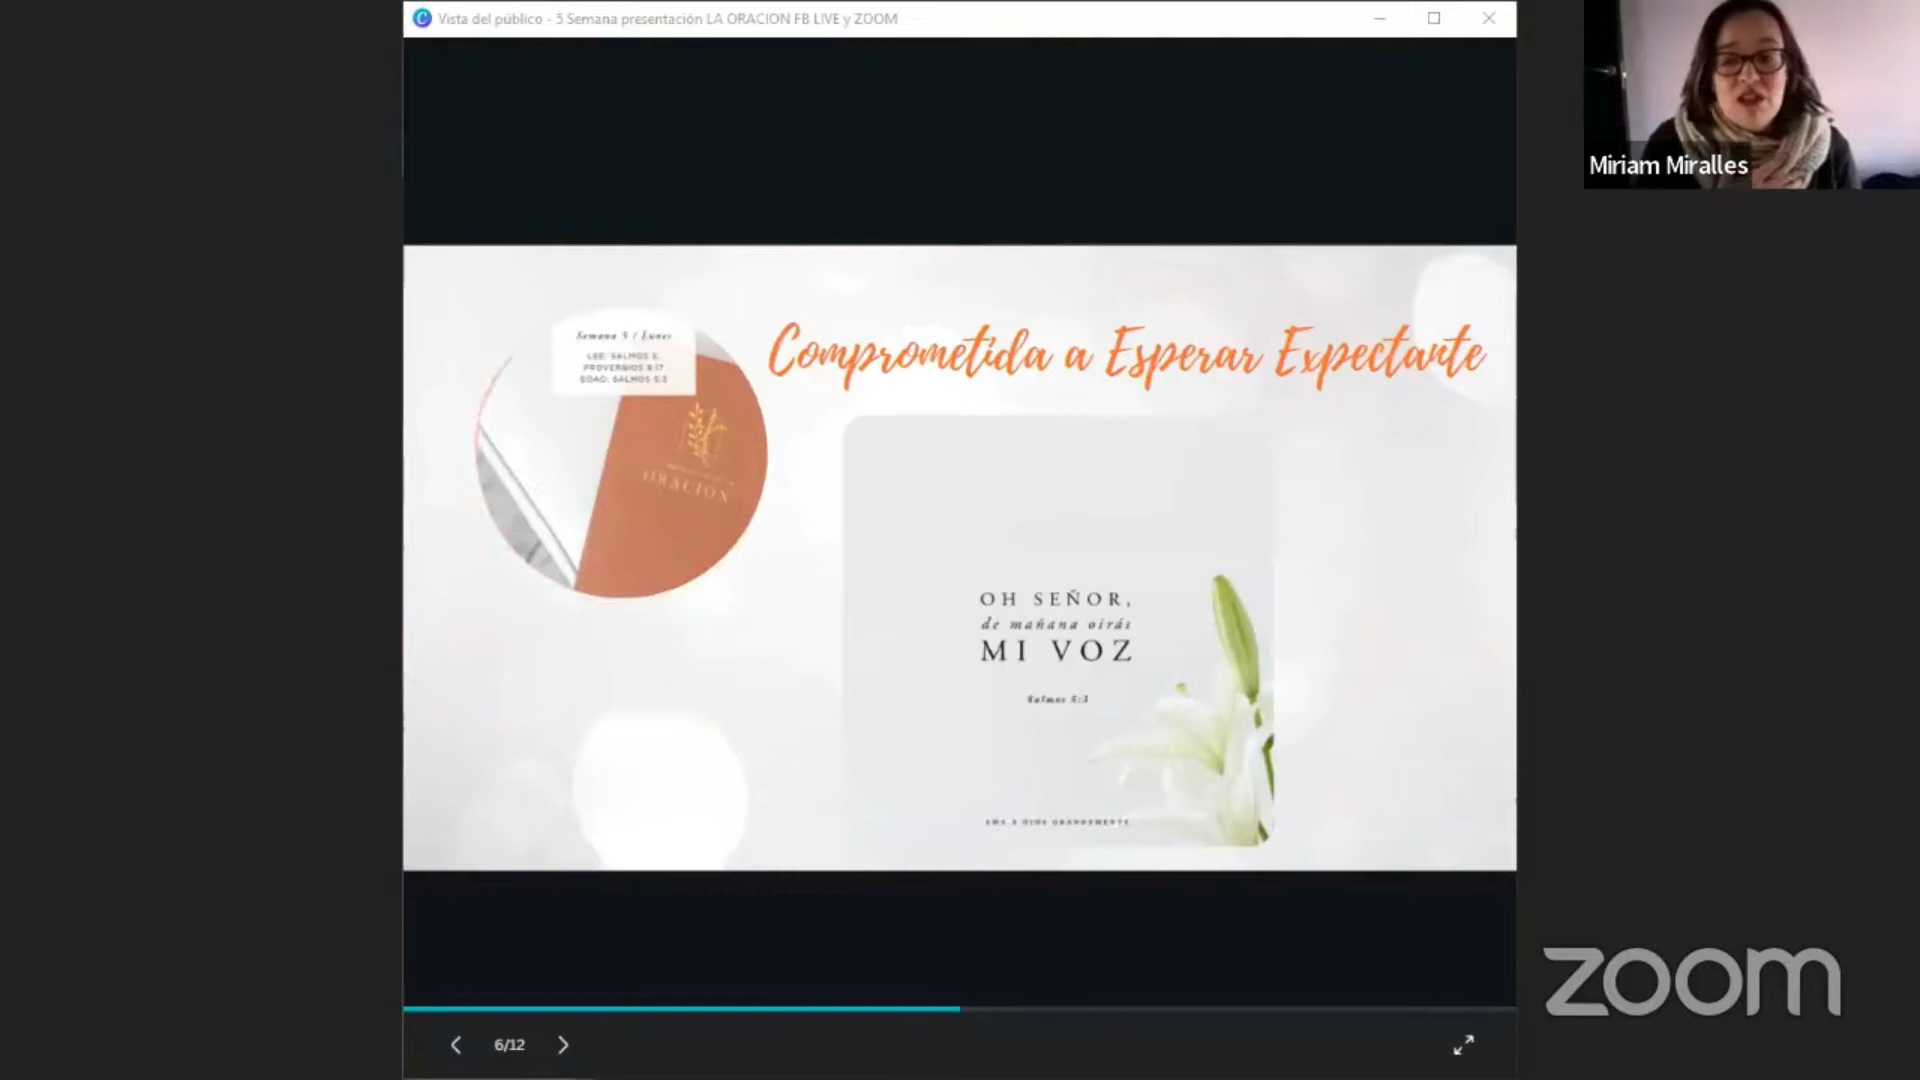 Vista del público - 5 Semana presentación LA ORACION FB LIVE y ZOOM
Miriam Miralles
Semana 5 / Lunes
LEE: SALMOS 5,
PROVERBIOS 8:17
SOAD: SALMOS 5:3
Comprometida a Esperar Expectante
ORACION
OH SEÑOR,
de mañana oirás
MI VOZ
Salmos 5:3
AMA A DIOS GRANDEMENTE
zoom
6/12